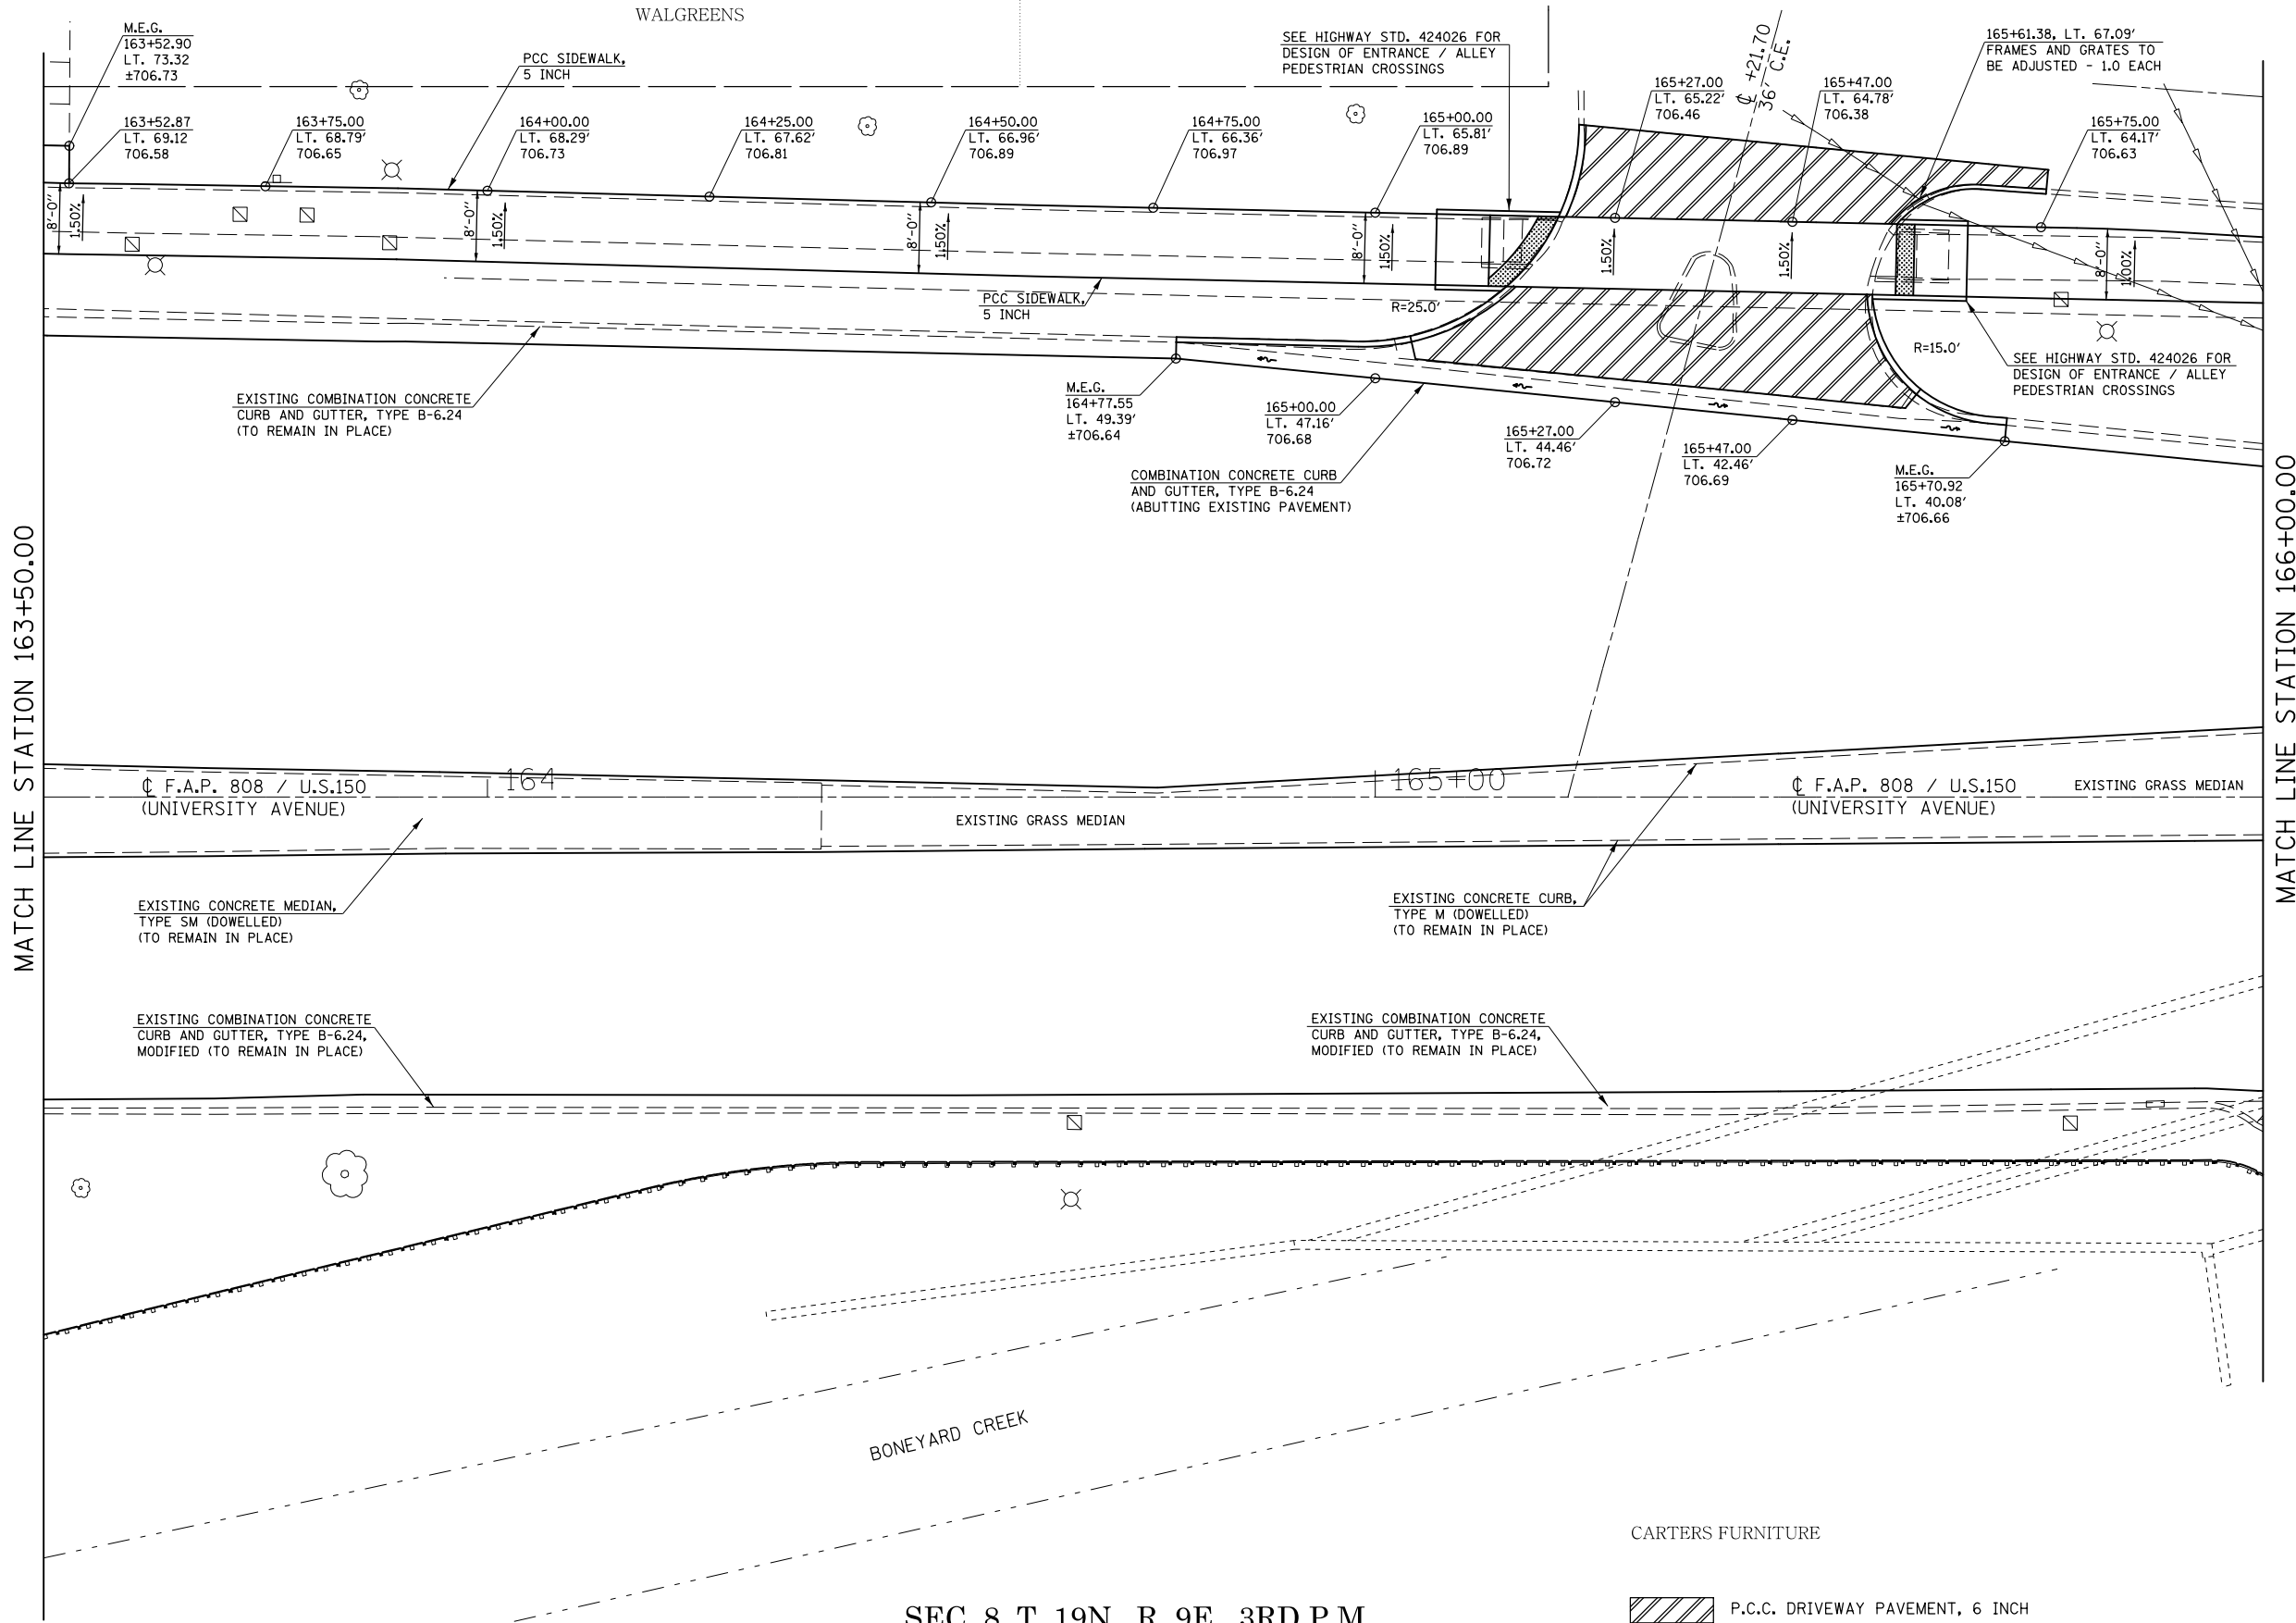 WALGREENS
M.E.G.
163+52.90
LT. 73.32
±706.73
PCC SIDEWALK,
5 INCH
SEE HIGHWAY STD. 424026 FOR
DESIGN OF ENTRANCE / ALLEY
PEDESTRIAN CROSSINGS
℄ +21.70
36' C.E.
165+61.38, LT. 67.09'
FRAMES AND GRATES TO
BE ADJUSTED - 1.0 EACH
163+52.87
LT. 69.12
706.58
163+75.00
LT. 68.79'
706.65
164+00.00
LT. 68.29'
706.73
164+25.00
LT. 67.62'
706.81
164+50.00
LT. 66.96'
706.89
164+75.00
LT. 66.36'
706.97
165+00.00
LT. 65.81'
706.89
165+27.00
LT. 65.22'
706.46
165+47.00
LT. 64.78'
706.38
165+75.00
LT. 64.17'
706.63
8'-0"
1.50%
8'-0"
1.50%
8'-0"
1.50%
8'-0"
1.50%
1.50%
1.50%
8'-0"
1.00%
PCC SIDEWALK,
5 INCH
R=25.0'
R=15.0'
SEE HIGHWAY STD. 424026 FOR
DESIGN OF ENTRANCE / ALLEY
PEDESTRIAN CROSSINGS
EXISTING COMBINATION CONCRETE
CURB AND GUTTER, TYPE B-6.24
(TO REMAIN IN PLACE)
M.E.G.
164+77.55
LT. 49.39'
±706.64
165+00.00
LT. 47.16'
706.68
165+27.00
LT. 44.46'
706.72
165+47.00
LT. 42.46'
706.69
M.E.G.
165+70.92
LT. 40.08'
±706.66
COMBINATION CONCRETE CURB
AND GUTTER, TYPE B-6.24
(ABUTTING EXISTING PAVEMENT)
MATCH LINE STATION 163+50.00
MATCH LINE STATION 166+00.00
℄ F.A.P. 808 / U.S.150
(UNIVERSITY AVENUE)
164
EXISTING GRASS MEDIAN
165+00
℄ F.A.P. 808 / U.S.150
(UNIVERSITY AVENUE)
EXISTING GRASS MEDIAN
EXISTING CONCRETE MEDIAN,
TYPE SM (DOWELLED)
(TO REMAIN IN PLACE)
EXISTING CONCRETE CURB,
TYPE M (DOWELLED)
(TO REMAIN IN PLACE)
EXISTING COMBINATION CONCRETE
CURB AND GUTTER, TYPE B-6.24,
MODIFIED (TO REMAIN IN PLACE)
EXISTING COMBINATION CONCRETE
CURB AND GUTTER, TYPE B-6.24,
MODIFIED (TO REMAIN IN PLACE)
BONEYARD CREEK
CARTERS FURNITURE
SEC. 8, T. 19N., R. 9E., 3RD P.M.
P.C.C. DRIVEWAY PAVEMENT, 6 INCH